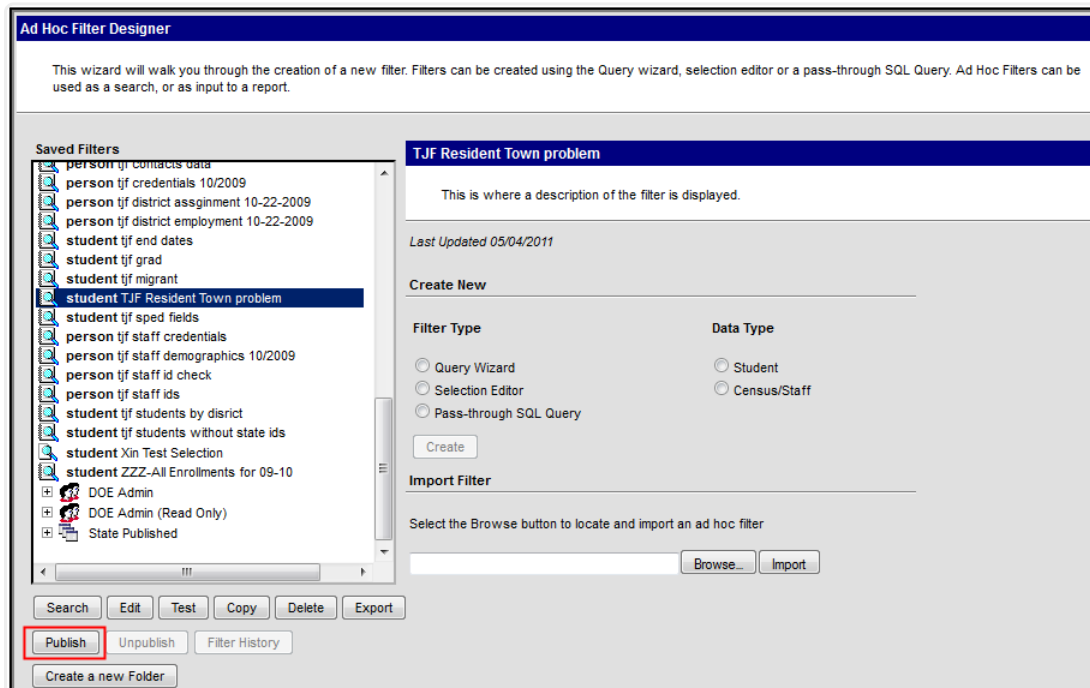 Ad Hoc Filter Designer
This wizard will walk you through the creation of a new filter. Filters can be created using the Query wizard, selection editor or a pass-through SQL Query. Ad Hoc Filters can be
used as a search, or as input to a report.
Saved Filters
person tjf contacts data
person tjf credentials 10/2009
person tjf district assginment 10-22-2009
person tjf district employment 10-22-2009
student tjf end dates
student tjf grad
student tjf migrant
student TJF Resident Town problem
student tjf sped fields
person tjf staff credentials
person tjf staff demographics 10/2009
person tjf staff id check
person tjf staff ids
student tjf students by disrict
student tjf students without state ids
student Xin Test Selection
student ZZZ-All Enrollments for 09-10
DOE Admin
DOE Admin (Read Only)
State Published
Search Edit Test Copy Delete Export
Publish Unpublish Filter History
Create a new Folder
TJF Resident Town problem
This is where a description of the filter is displayed.
Last Updated 05/04/2011
Create New
Filter Type Data Type
Query Wizard Student
Selection Editor Census/Staff
Pass-through SQL Query
Create
Import Filter
Select the Browse button to locate and import an ad hoc filter
Browse... Import